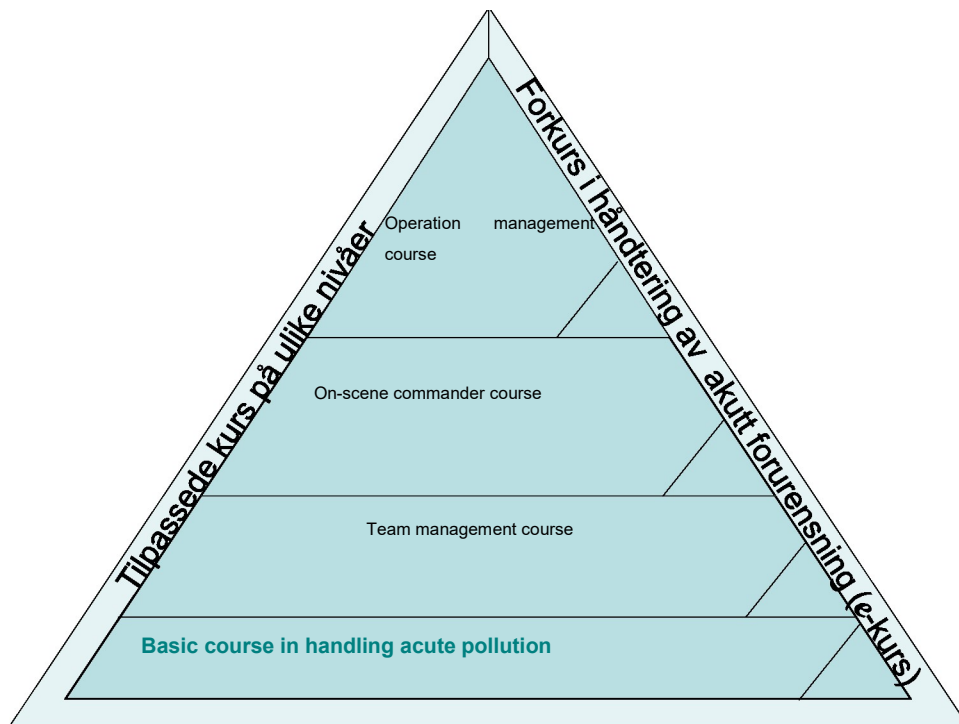 Tilpassede kurs på ulike nivåer
Forkurs i håndtering av akutt forurensning (e-kurs)
Operation management
course
On-scene commander course
Team management course
Basic course in handling acute pollution